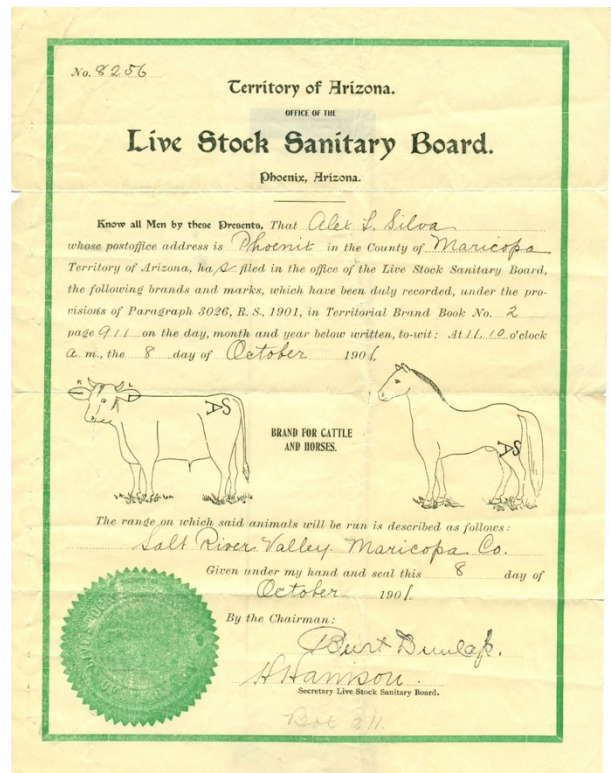 No. 8256
Territory of Arizona.
OFFICE OF THE
Live Stock Sanitary Board.
Phoenix, Arizona.
Know all Men by these Presents, That Alex L. Silva
whose postoffice address is Phoenix in the County of Maricopa
Territory of Arizona, has filed in the office of the Live Stock Sanitary Board,
the following brands and marks, which have been duly recorded, under the pro-
visions of Paragraph 3026, R. S., 1901, in Territorial Brand Book No. 2
page 911 on the day, month and year below written, to-wit: At 11.10 o'clock
a. m., the 8 day of October 1901.
AS
BRAND FOR CATTLE
AND HORSES.
AS
The range on which said animals will be run is described as follows:
Salt River Valley Maricopa Co.
Given under my hand and seal this 8 day of
October 1901.
By the Chairman:
Burt Dunlap.
H Harrison.
Secretary Live Stock Sanitary Board.
Box 211.